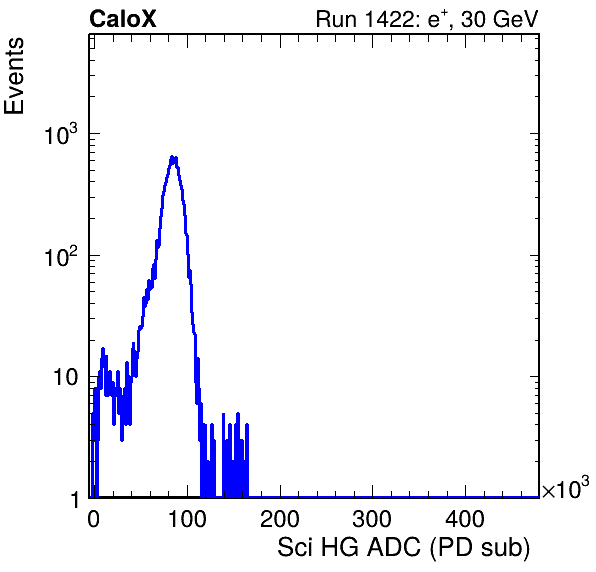 CaloX Run 1422: e⁺, 30 GeV
Events
10³
10²
10
1
0 100 200 300 400 ×10³
Sci HG ADC (PD sub)